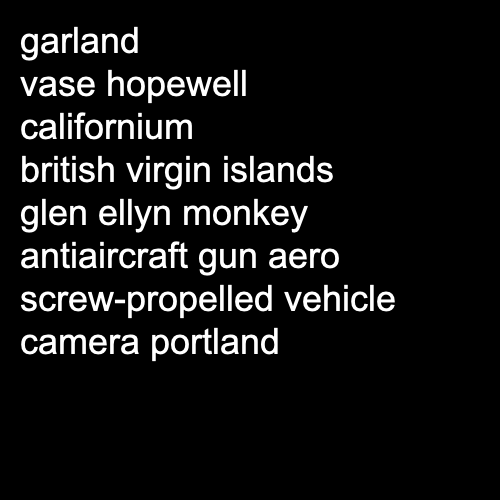 garland
vase hopewell
californium
british virgin islands
glen ellyn monkey
antiaircraft gun aero
screw-propelled vehicle
camera portland